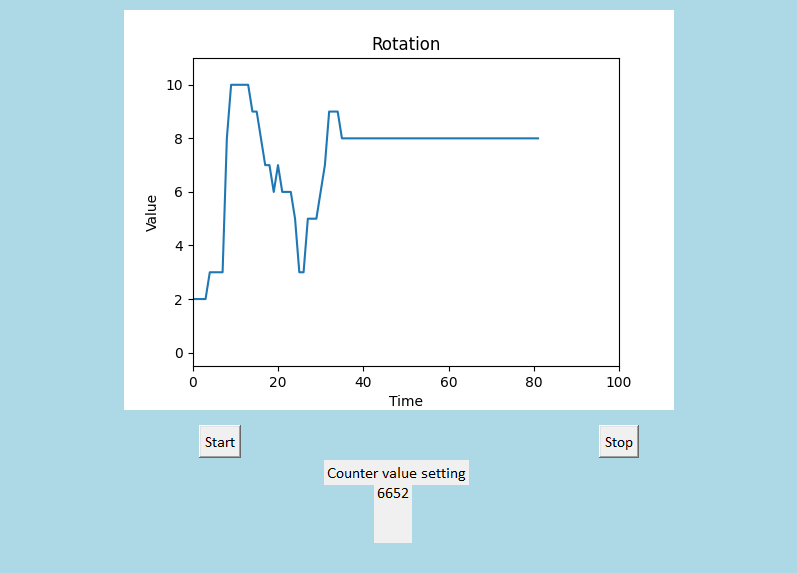 Rotation
10
8
6
4
2
0
Value
0 20 40 60 80 100
Time
Start Stop
Counter value setting
6652